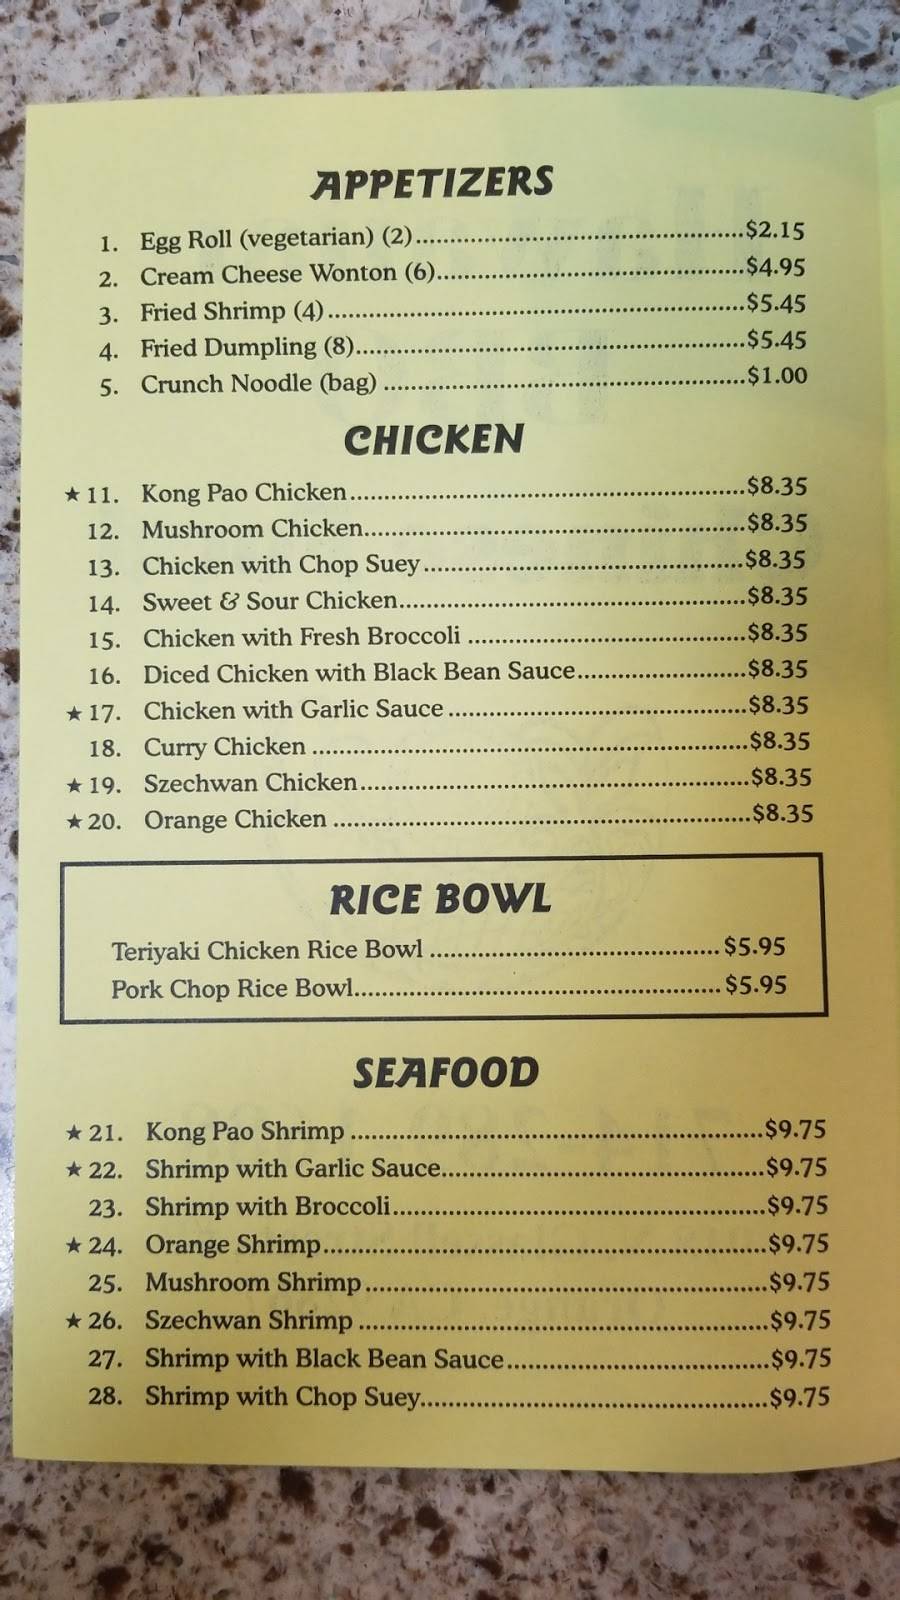 APPETIZERS
1. Egg Roll (vegetarian) (2)..........$2.15
2. Cream Cheese Wonton (6)..........$4.95
3. Fried Shrimp (4)..........$5.45
4. Fried Dumpling (8)..........$5.45
5. Crunch Noodle (bag) ..........$1.00
CHICKEN
★ 11. Kong Pao Chicken..........$8.35
12. Mushroom Chicken..........$8.35
13. Chicken with Chop Suey..........$8.35
14. Sweet & Sour Chicken..........$8.35
15. Chicken with Fresh Broccoli ..........$8.35
16. Diced Chicken with Black Bean Sauce..........$8.35
★ 17. Chicken with Garlic Sauce ..........$8.35
18. Curry Chicken ..........$8.35
★ 19. Szechwan Chicken..........$8.35
★ 20. Orange Chicken ..........$8.35
RICE BOWL
Teriyaki Chicken Rice Bowl .......... $5.95
Pork Chop Rice Bowl.......... $5.95
SEAFOOD
★ 21. Kong Pao Shrimp ..........$9.75
★ 22. Shrimp with Garlic Sauce..........$9.75
23. Shrimp with Broccoli..........$9.75
★ 24. Orange Shrimp..........$9.75
25. Mushroom Shrimp..........$9.75
★ 26. Szechwan Shrimp ..........$9.75
27. Shrimp with Black Bean Sauce..........$9.75
28. Shrimp with Chop Suey..........$9.75